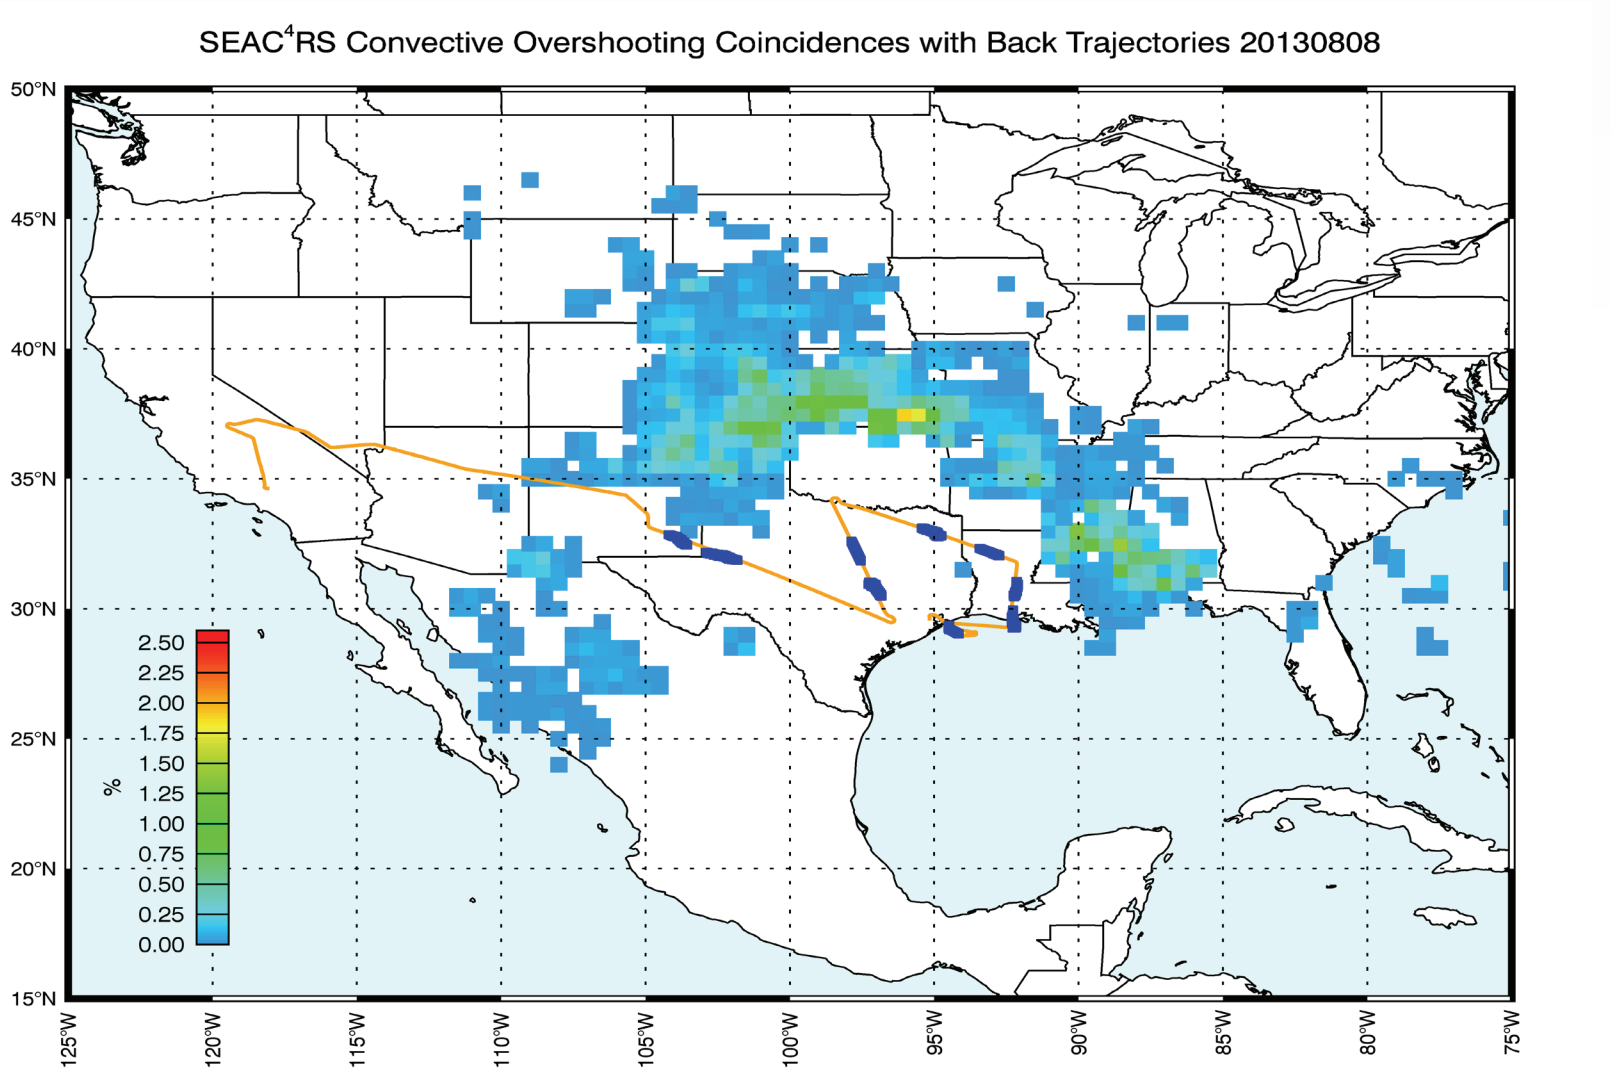 SEAC⁴RS Convective Overshooting Coincidences with Back Trajectories 20130808
50°N
45°N
40°N
35°N
30°N
25°N
20°N
15°N
%
2.50
2.25
2.00
1.75
1.50
1.25
1.00
0.75
0.50
0.25
0.00
125°W
120°W
115°W
110°W
105°W
100°W
95°W
90°W
85°W
80°W
75°W